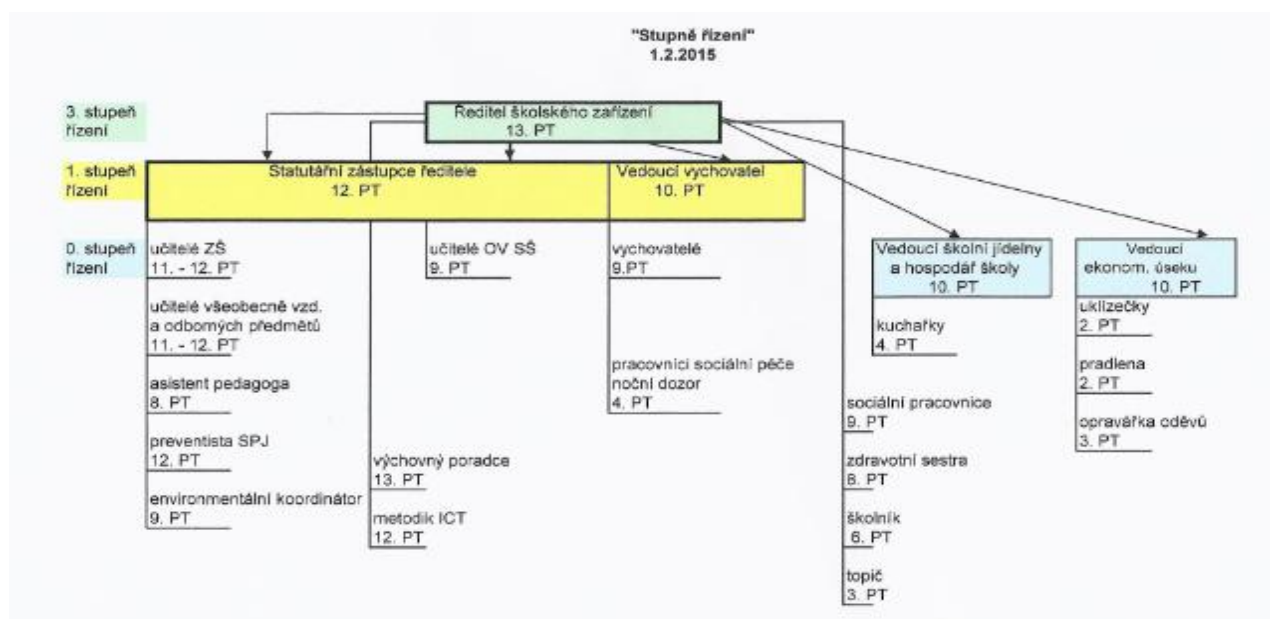 "Stupně řízení"
1.2.2015
3. stupeň
řízení
Ředitel školského zařízení
13. PT
1. stupeň
řízení
Statutářní zástupce ředitele
12. PT
Vedoucí vychovatel
10. PT
0. stupeň
řízení
učitelé ZŠ
11. - 12. PT
učitelé OV SŠ
9. PT
vychovatelé
9.PT
Vedoucí školní jídelny
a hospodář školy
10. PT
Vedoucí
ekonom. úseku
10. PT
učitelé všeobecně vzd.
a odborných předmětů
11. - 12. PT
kuchařky
4. PT
uklízečky
2. PT
asistent pedagoga
8. PT
pracovníci sociální péče
noční dozor
4. PT
pradlena
2. PT
sociální pracovnice
9. PT
opravářka oděvů
3. PT
preventista SPJ
12. PT
výchovný poradce
13. PT
zdravotní sestra
8. PT
environmentální koordinátor
9. PT
metodik ICT
12. PT
školník
6. PT
topič
3. PT